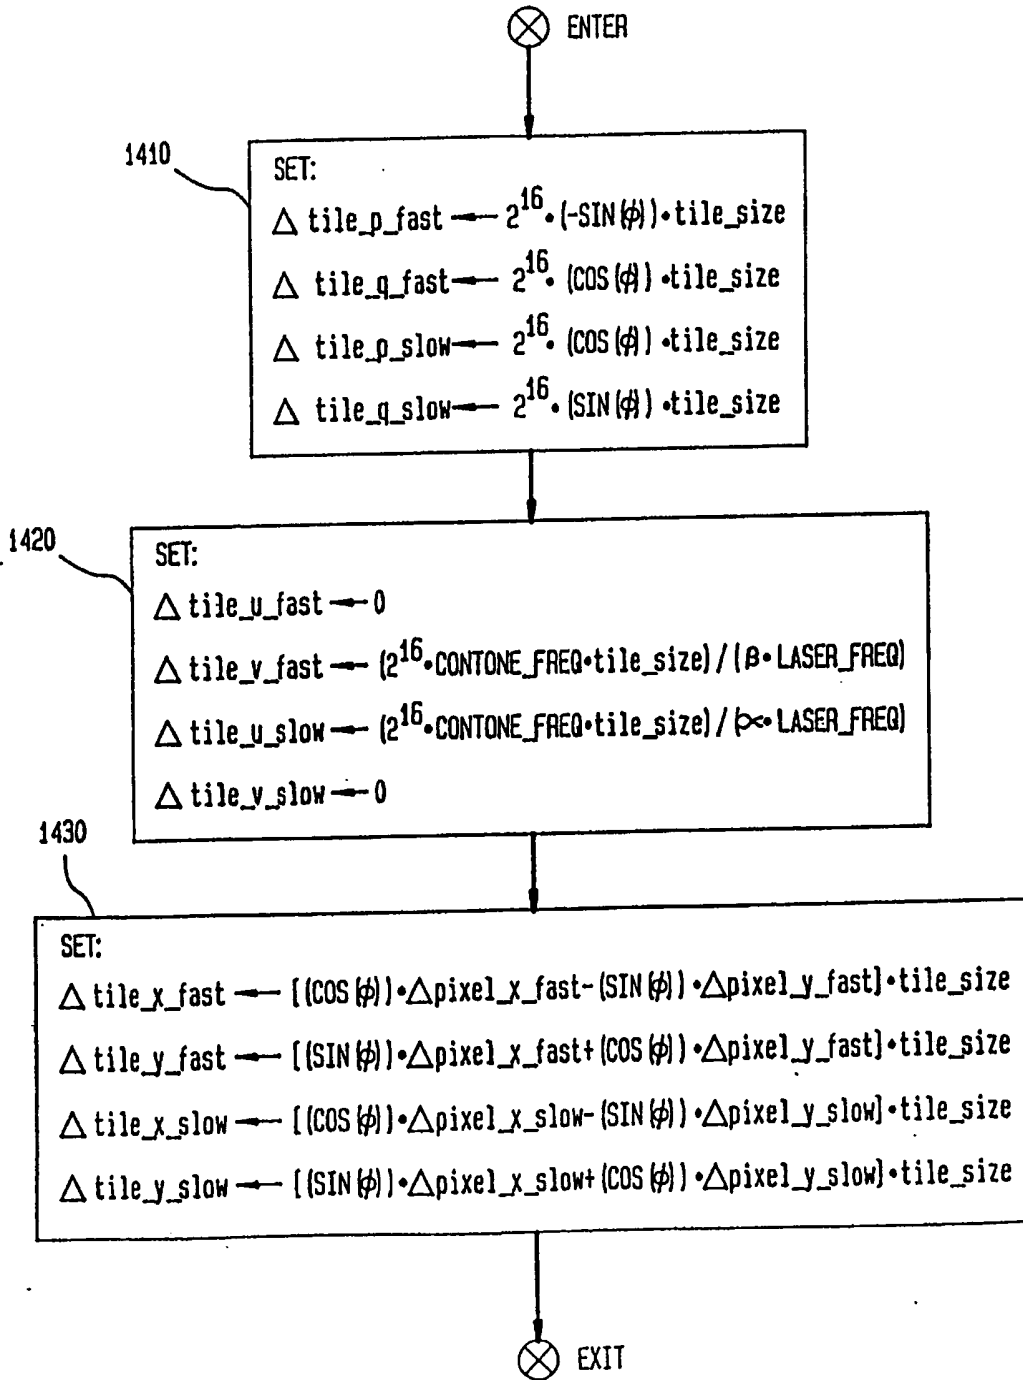 ENTER
1410
SET:
Δ tile_p_fast ← 2^16 • (-SIN(φ)) • tile_size
Δ tile_q_fast ← 2^16 • (COS(φ)) • tile_size
Δ tile_p_slow ← 2^16 • (COS(φ)) • tile_size
Δ tile_q_slow ← 2^16 • (SIN(φ)) • tile_size
1420
SET:
Δ tile_u_fast ← 0
Δ tile_v_fast ← (2^16 • CONTONE_FREQ • tile_size) / (β • LASER_FREQ)
Δ tile_u_slow ← (2^16 • CONTONE_FREQ • tile_size) / (∝ • LASER_FREQ)
Δ tile_v_slow ← 0
1430
SET:
Δ tile_x_fast ← [(COS(φ)) • Δpixel_x_fast - (SIN(φ)) • Δpixel_y_fast] • tile_size
Δ tile_y_fast ← [(SIN(φ)) • Δpixel_x_fast + (COS(φ)) • Δpixel_y_fast] • tile_size
Δ tile_x_slow ← [(COS(φ)) • Δpixel_x_slow - (SIN(φ)) • Δpixel_y_slow] • tile_size
Δ tile_y_slow ← [(SIN(φ)) • Δpixel_x_slow + (COS(φ)) • Δpixel_y_slow] • tile_size
EXIT